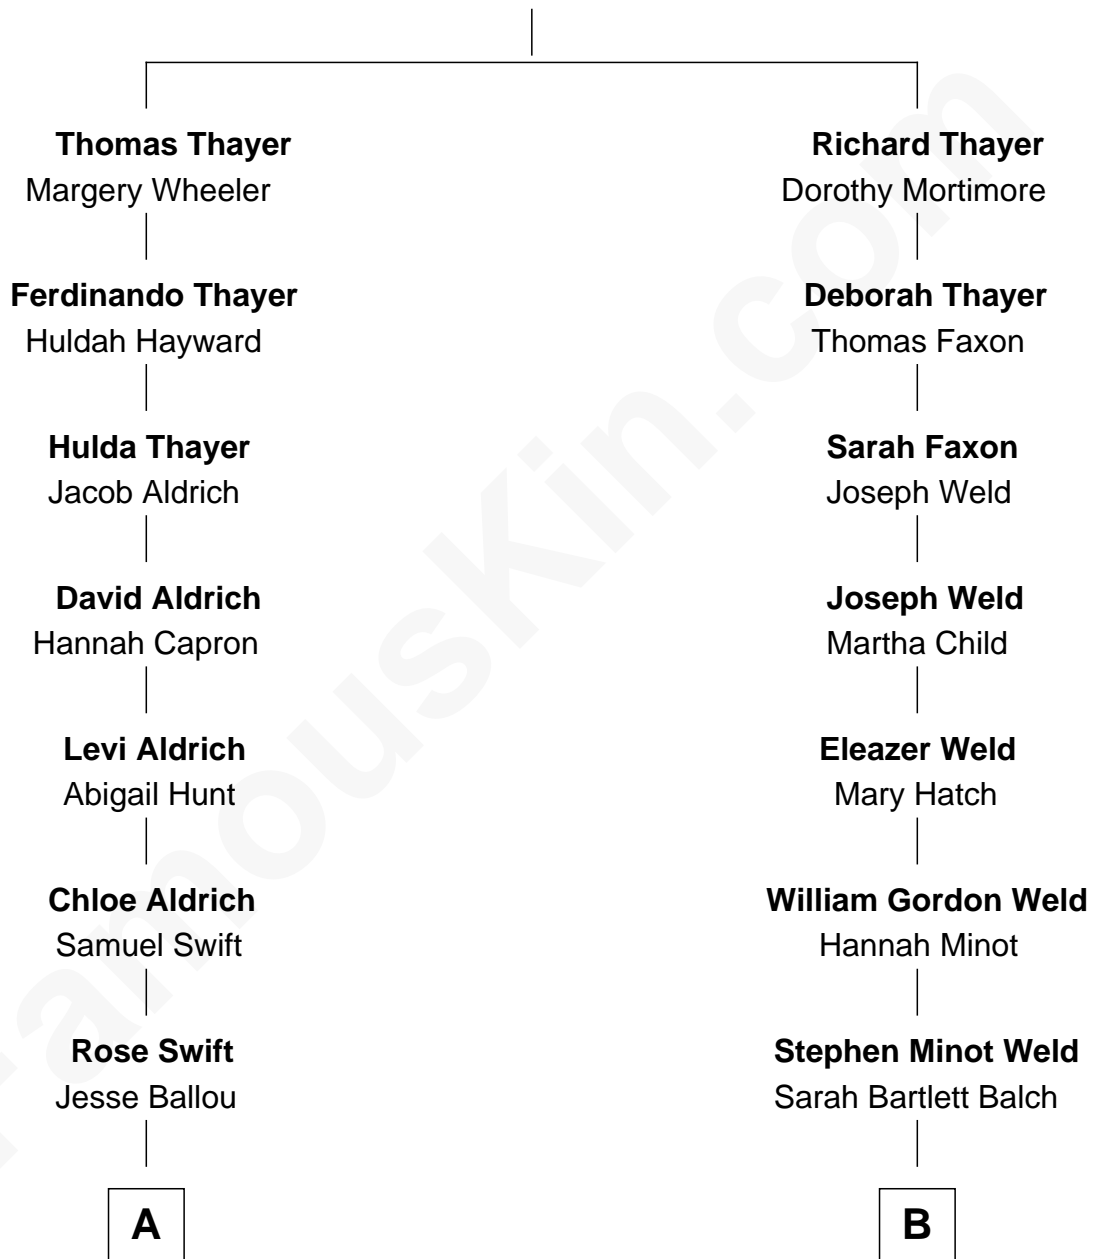 Thomas Thayer
Margery Wheeler
Ferdinando Thayer
Huldah Hayward
Hulda Thayer
Jacob Aldrich
David Aldrich
Hannah Capron
Levi Aldrich
Abigail Hunt
Chloe Aldrich
Samuel Swift
Rose Swift
Jesse Ballou
A
Richard Thayer
Dorothy Mortimore
Deborah Thayer
Thomas Faxon
Sarah Faxon
Joseph Weld
Joseph Weld
Martha Child
Eleazer Weld
Mary Hatch
William Gordon Weld
Hannah Minot
Stephen Minot Weld
Sarah Bartlett Balch
B
FamousKin.com